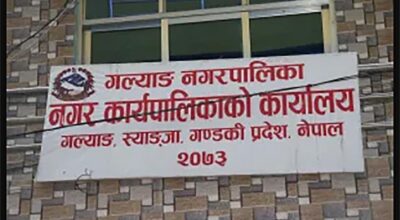 गल्याङ नगरपालिका
नगर कार्यपालिकाको कार्यालय
गल्याङ, स्याङ्जा, गण्डकी प्रदेश, नेपाल
२०७३